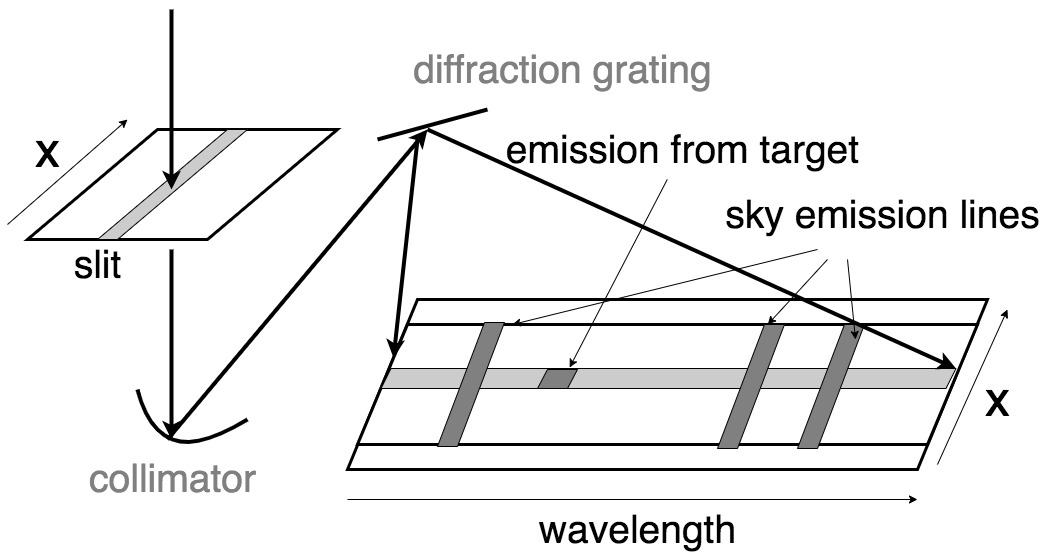 diffraction grating
X
emission from target
sky emission lines
slit
X
collimator
wavelength